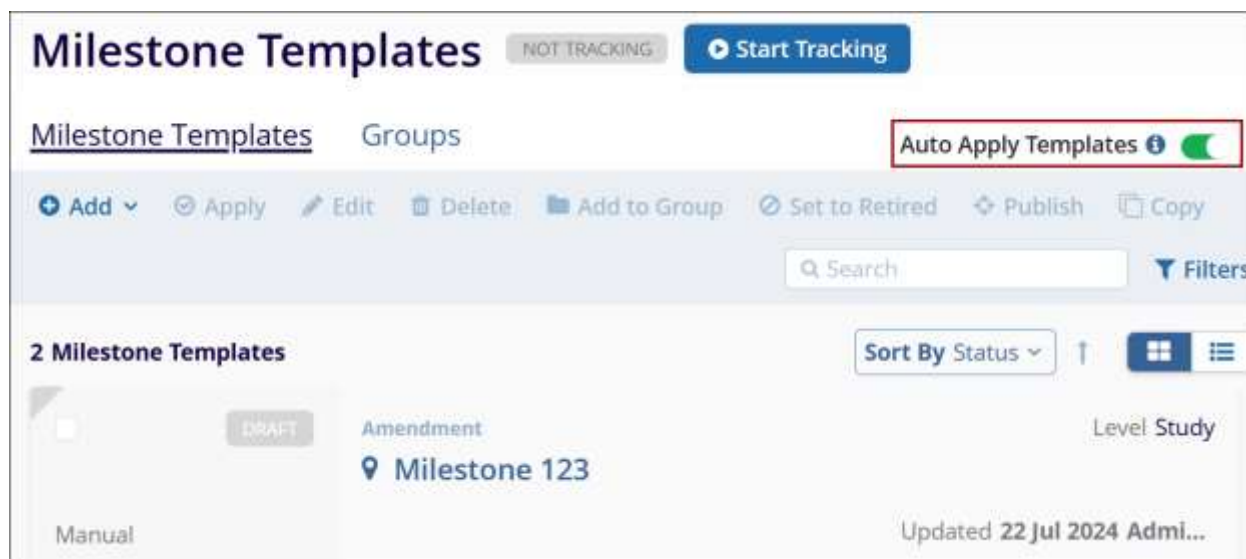 Milestone Templates NOT TRACKING Start Tracking
Milestone Templates Groups Auto Apply Templates
Add Apply Edit Delete Add to Group Set to Retired Publish Copy
Search Filters
2 Milestone Templates Sort By Status
DRAFT Amendment Level Study
Milestone 123
Manual Updated 22 Jul 2024 Admi...